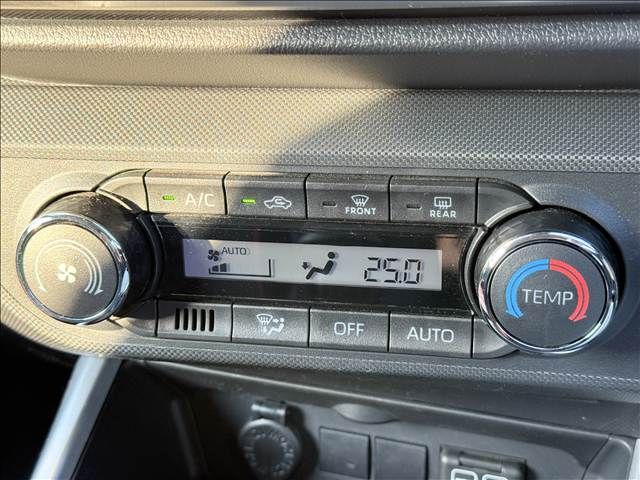 A/C
FRONT
REAR
AUTO
25.0
TEMP
OFF
AUTO